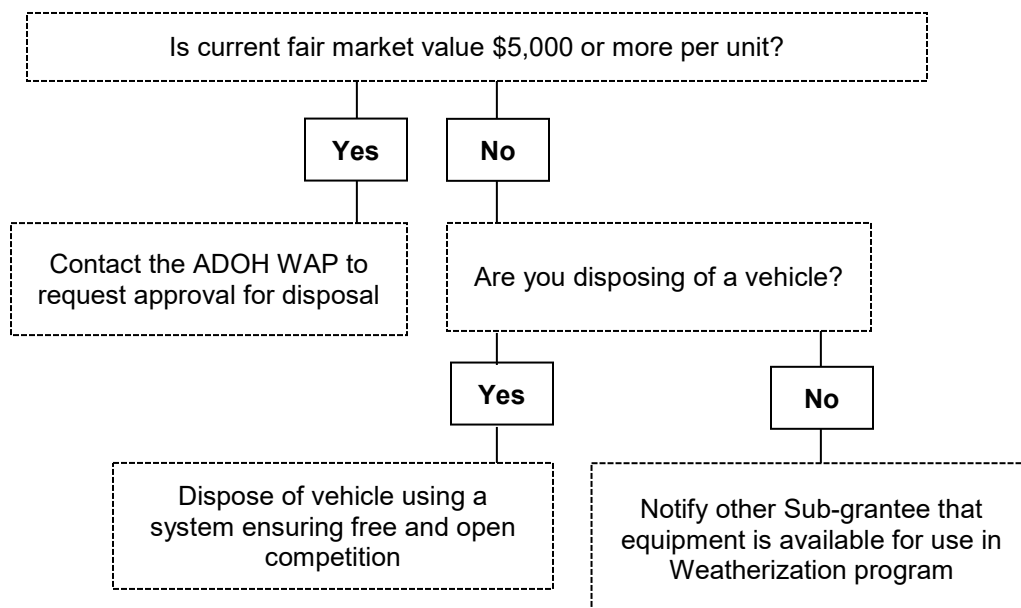 Is current fair market value $5,000 or more per unit?
Yes
No
Contact the ADOH WAP to
request approval for disposal
Are you disposing of a vehicle?
Yes
No
Dispose of vehicle using a
system ensuring free and open
competition
Notify other Sub-grantee that
equipment is available for use in
Weatherization program